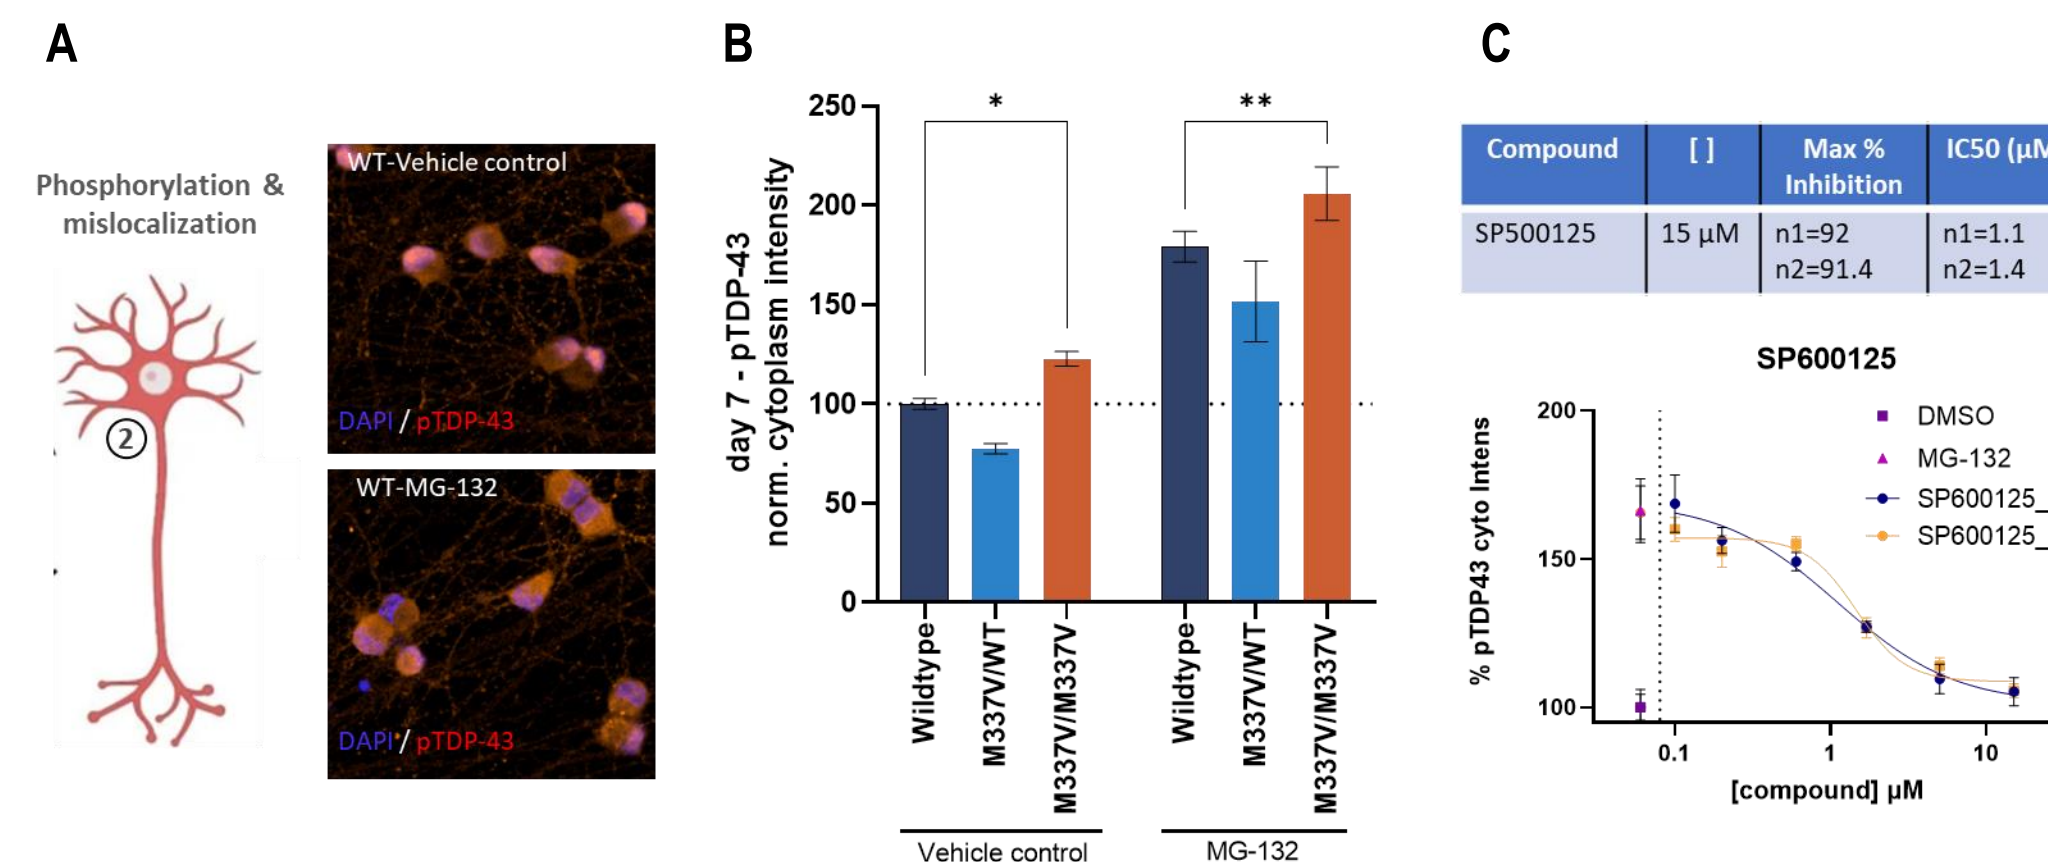 A
Phosphorylation &
mislocalization
2
WT-Vehicle control
DAPI / pTDP-43
WT-MG-132
DAPI / pTDP-43
B
day 7 - pTDP-43
norm. cytoplasm intensity
250
200
150
100
50
0
*
**
Wildtype
M337V/WT
M337V/M337V
Wildtype
M337V/WT
M337V/M337V
Vehicle control
MG-132
C
Compound [ ] Max % IC50 (µM
Inhibition
SP500125 15 µM n1=92 n1=1.1
n2=91.4 n2=1.4
SP600125
% pTDP43 cyto Intens
200
150
100
DMSO
MG-132
SP600125_
SP600125_
0.1 1 10
[compound] µM